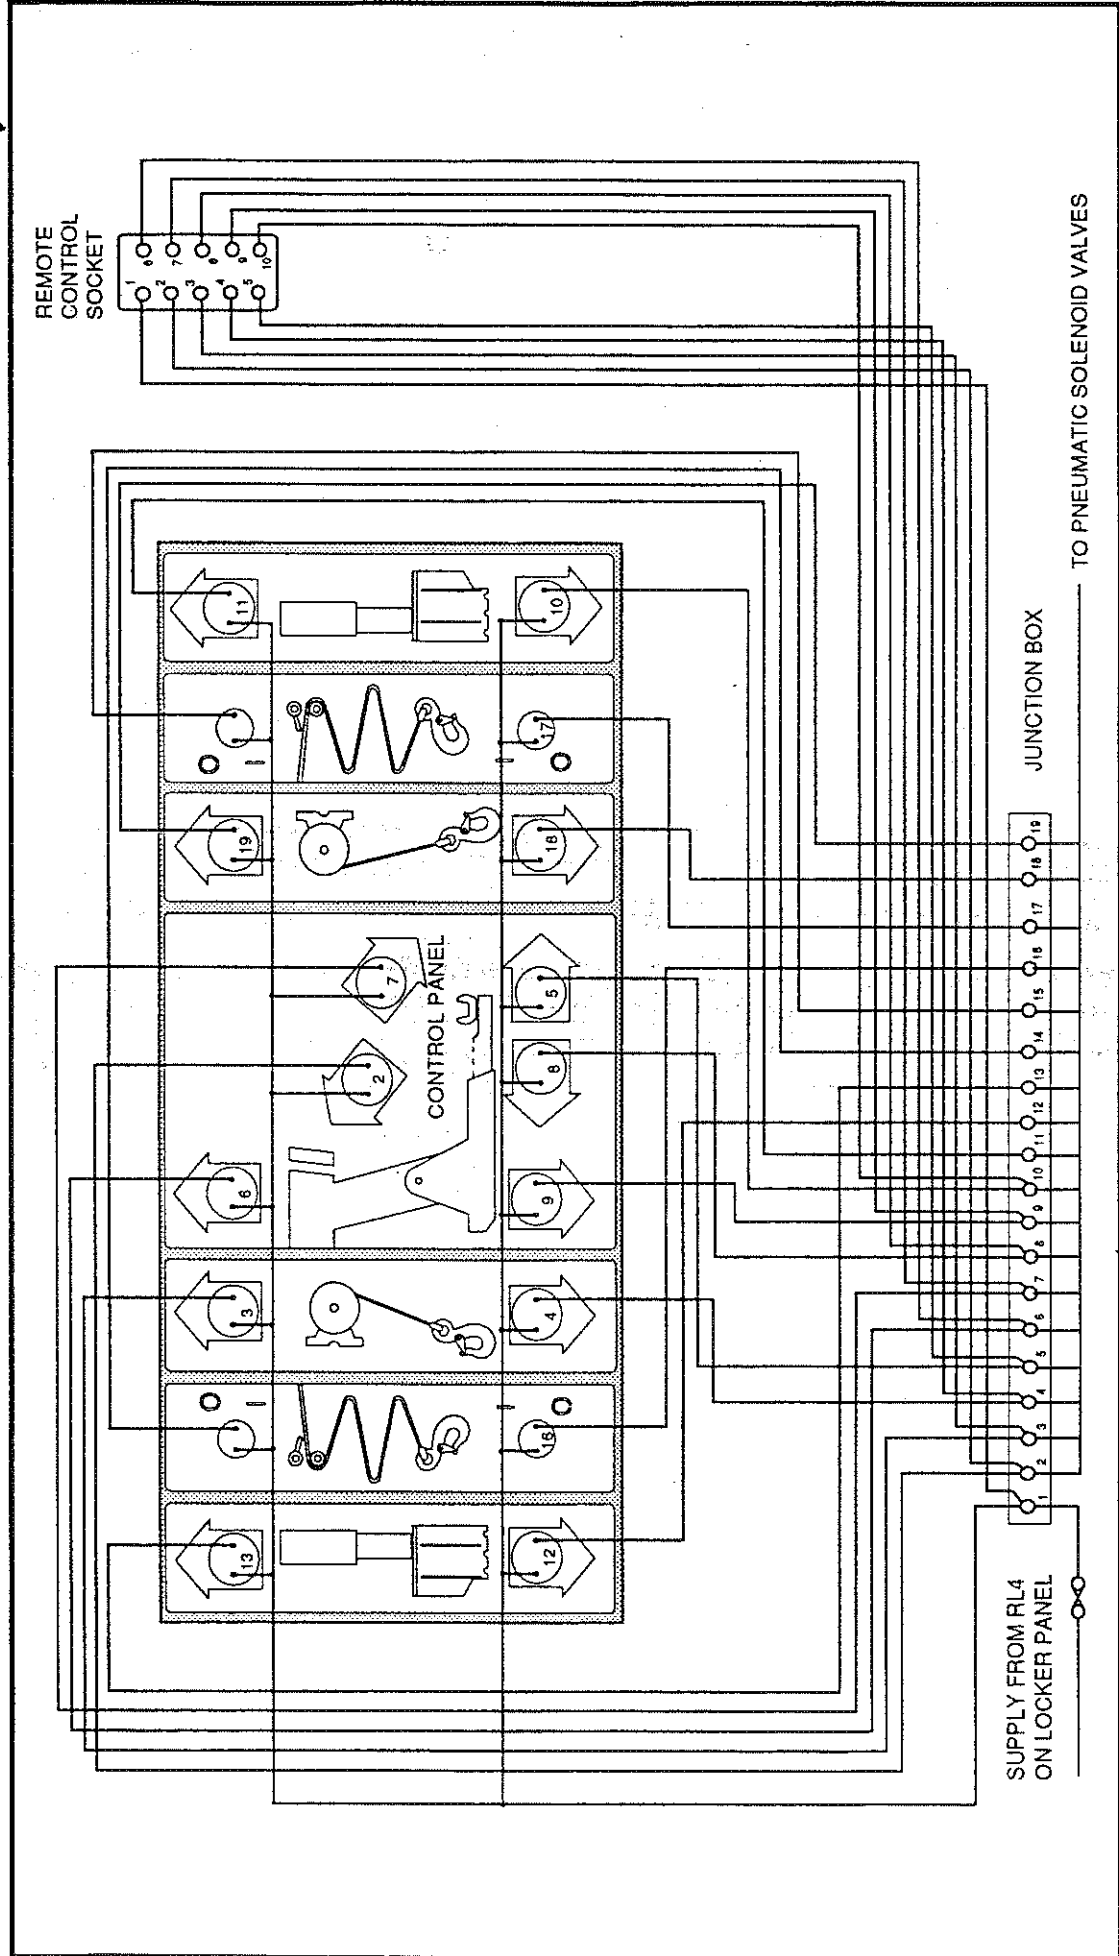 REMOTE
CONTROL
SOCKET
1 2 3 4 5
6 7 8 9 10
13
16
3
6
2
7
19
11
CONTROL PANEL
12
16
4
9
8
5
18
17
10
SUPPLY FROM RL4
ON LOCKER PANEL
JUNCTION BOX
1 2 3 4 5 6 7 8 9 10 11 12 13 14 15 16 17 18 19
TO PNEUMATIC SOLENOID VALVES